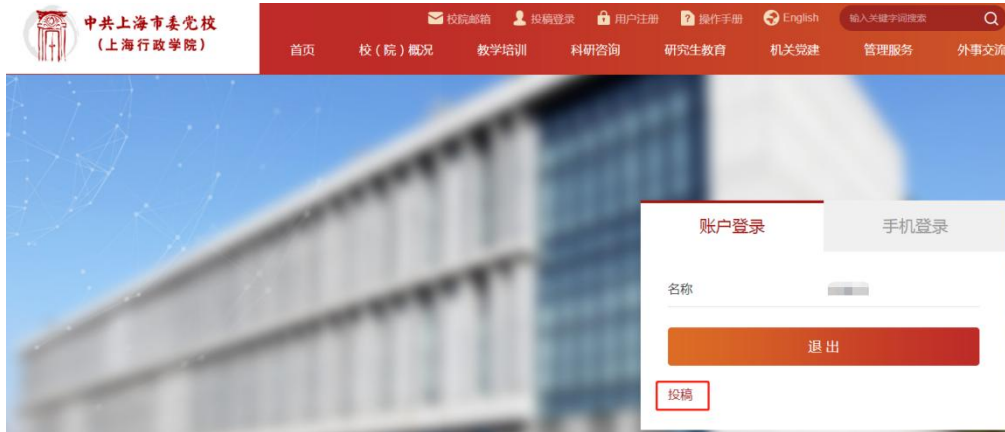 中共上海市委党校
（上海行政学院）
校院邮箱 投稿登录 用户注册 操作手册 English 输入关键字词搜索
首页 校（院）概况 教学培训 科研咨询 研究生教育 机关党建 管理服务 外事交流
账户登录 手机登录
名称
退出
投稿